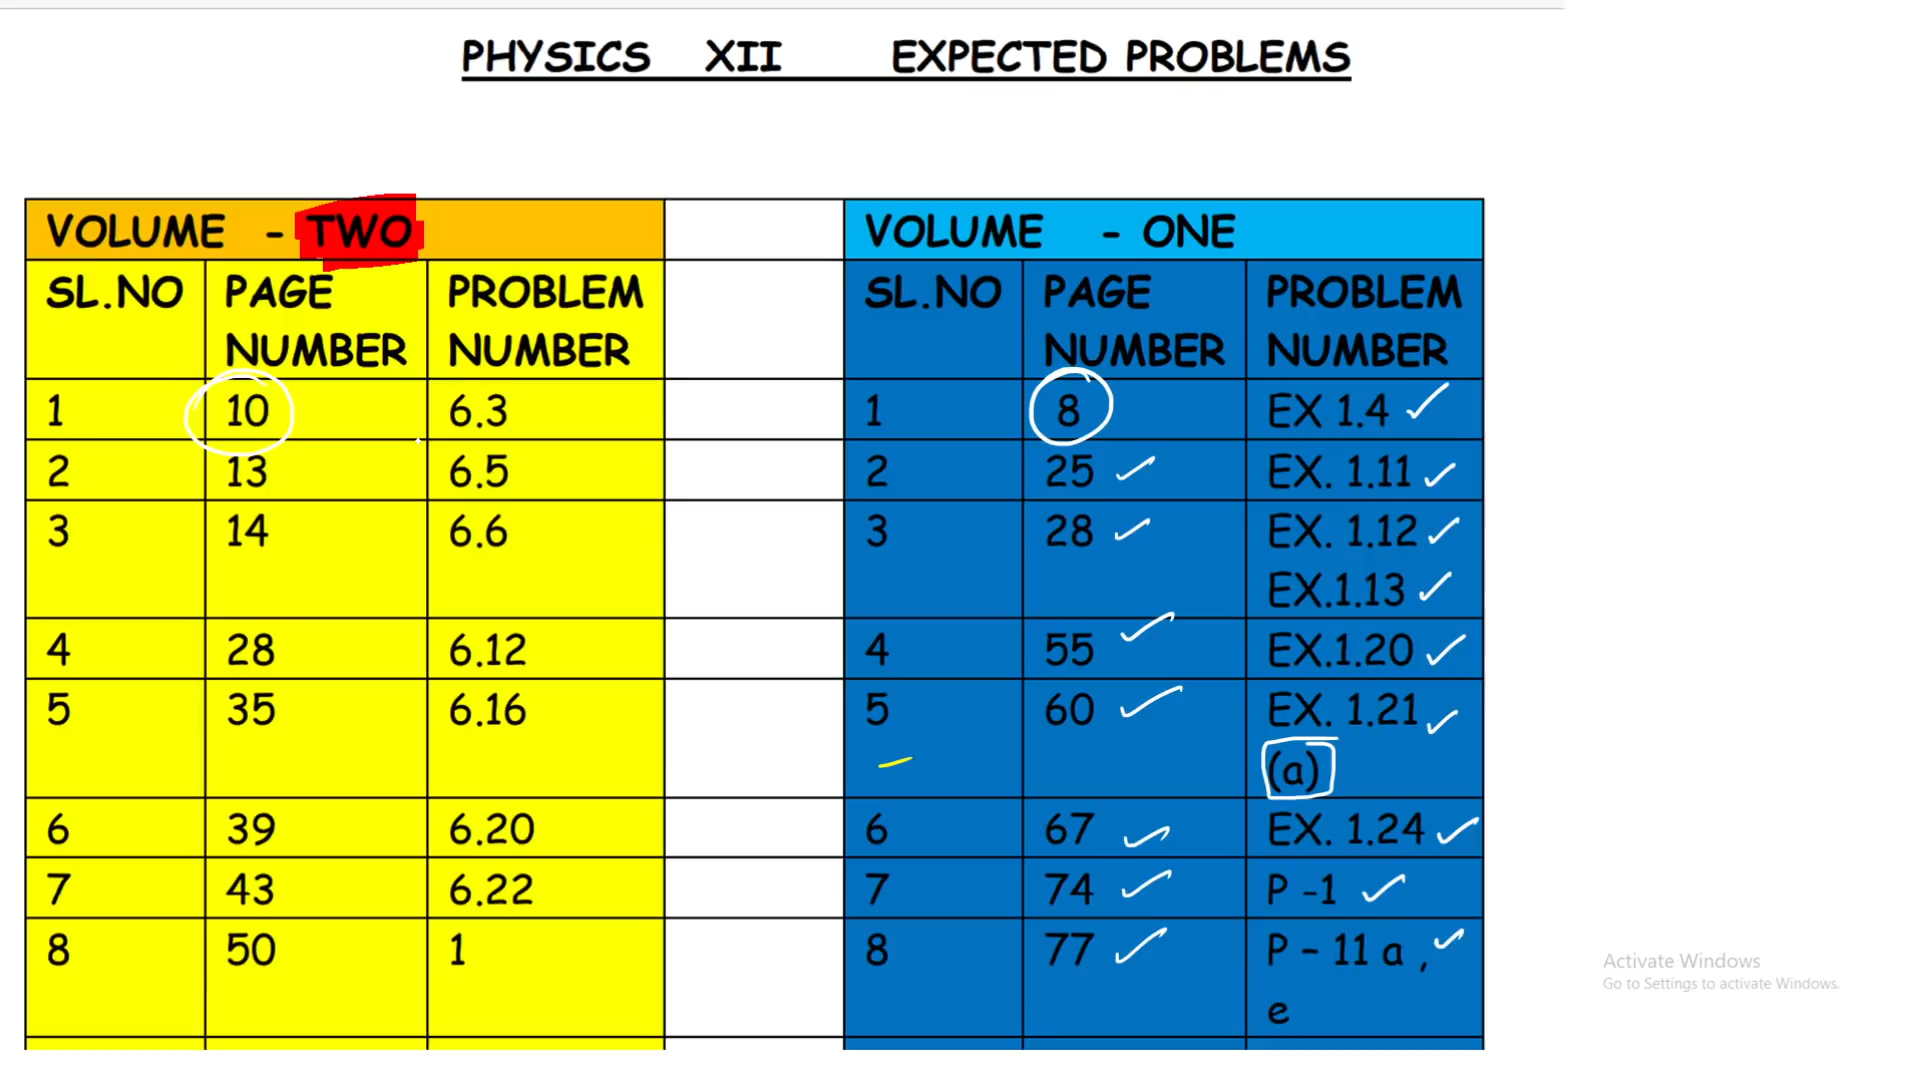 PHYSICS XII EXPECTED PROBLEMS
VOLUME - TWO
SL.NO PAGE NUMBER PROBLEM NUMBER
1 10 6.3
2 13 6.5
3 14 6.6
4 28 6.12
5 35 6.16
6 39 6.20
7 43 6.22
8 50 1
VOLUME - ONE
SL.NO PAGE NUMBER PROBLEM NUMBER
1 8 EX 1.4
2 25 EX. 1.11
3 28 EX. 1.12
EX.1.13
4 55 EX.1.20
5 60 EX. 1.21
(a)
6 67 EX. 1.24
7 74 P -1
8 77 P – 11 a ,
e
Activate Windows
Go to Settings to activate Windows.